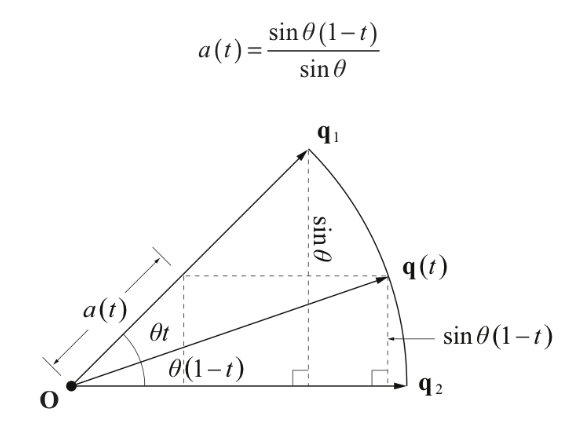 a(t) = sin θ(1−t) / sin θ
q₁
sin θ
q(t)
a(t)
θt
sin θ(1−t)
θ(1−t)
q₂
O